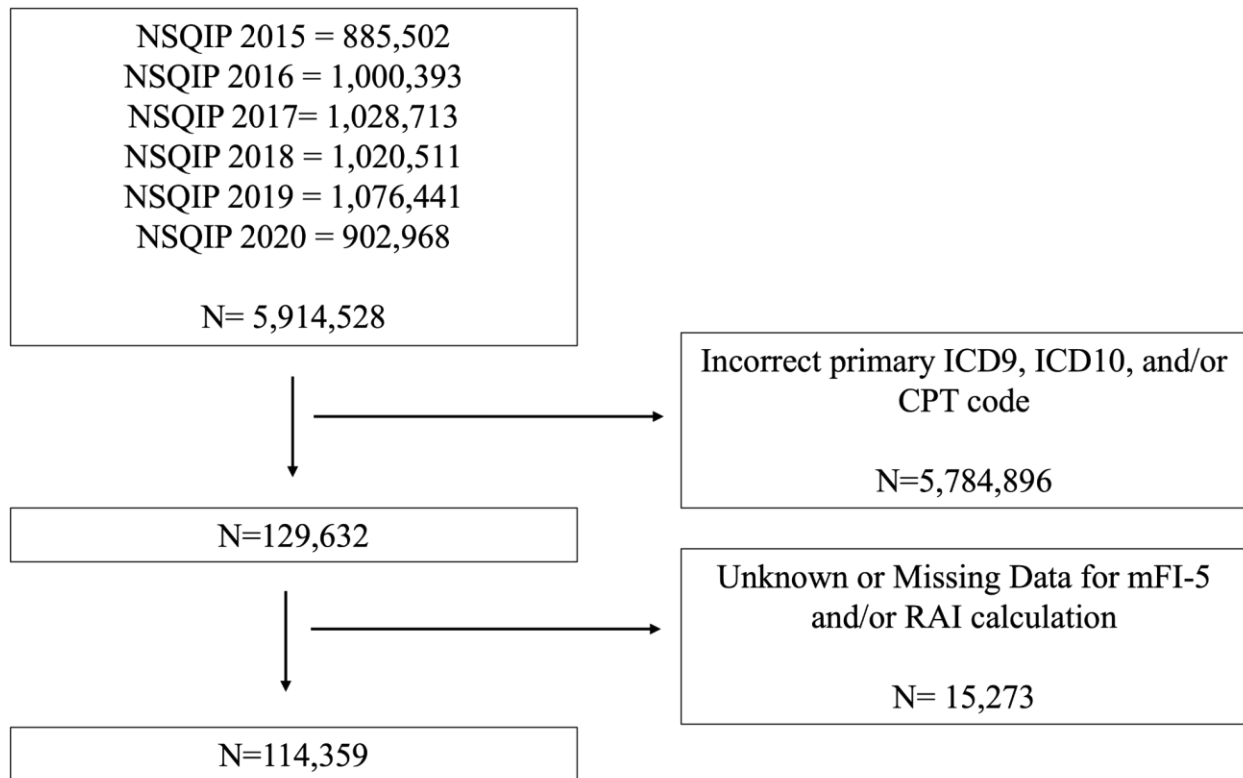 NSQIP 2015 = 885,502
NSQIP 2016 = 1,000,393
NSQIP 2017= 1,028,713
NSQIP 2018 = 1,020,511
NSQIP 2019 = 1,076,441
NSQIP 2020 = 902,968
N= 5,914,528
Incorrect primary ICD9, ICD10, and/or
CPT code
N=5,784,896
N=129,632
Unknown or Missing Data for mFI-5
and/or RAI calculation
N= 15,273
N=114,359